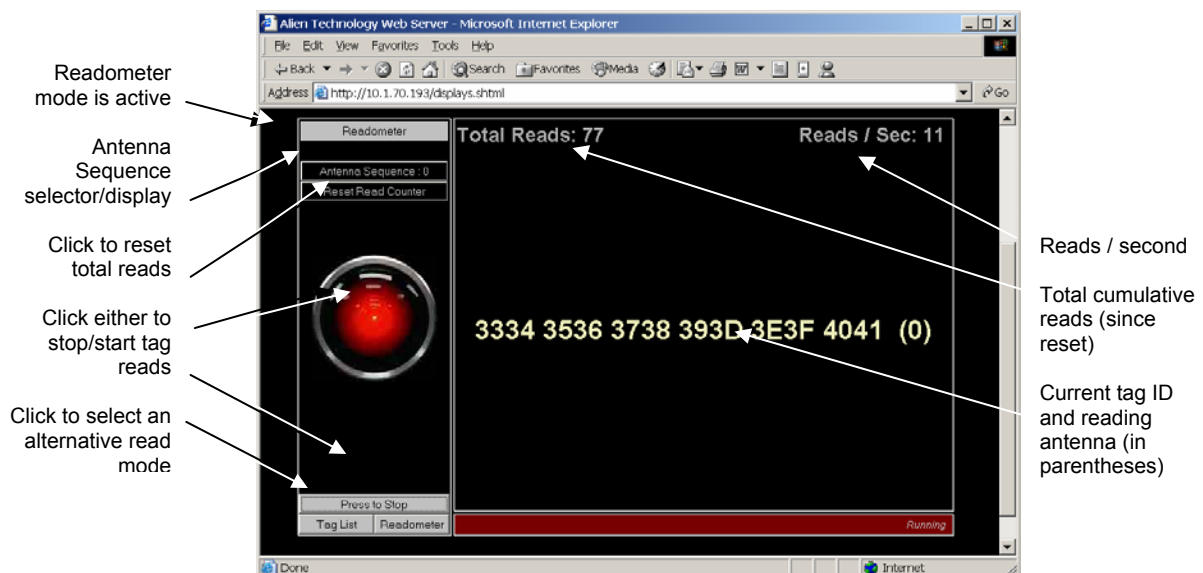 Alien Technology Web Server - Microsoft Internet Explorer
File Edit View Favorites Tools Help
Back Search Favorites Media
Address http://10.1.70.193/displays.shtml Go
Readometer
mode is active
Antenna
Sequence
selector/display
Click to reset
total reads
Click either to
stop/start tag
reads
Click to select an
alternative read
mode
Readometer
Antenna Sequence : 0
Reset Read Counter
Press to Stop
Tag List Readometer
Total Reads: 77 Reads / Sec: 11
3334 3536 3738 393D 3E3F 4041 (0)
Running
Done Internet
Reads / second
Total cumulative
reads (since
reset)
Current tag ID
and reading
antenna (in
parentheses)